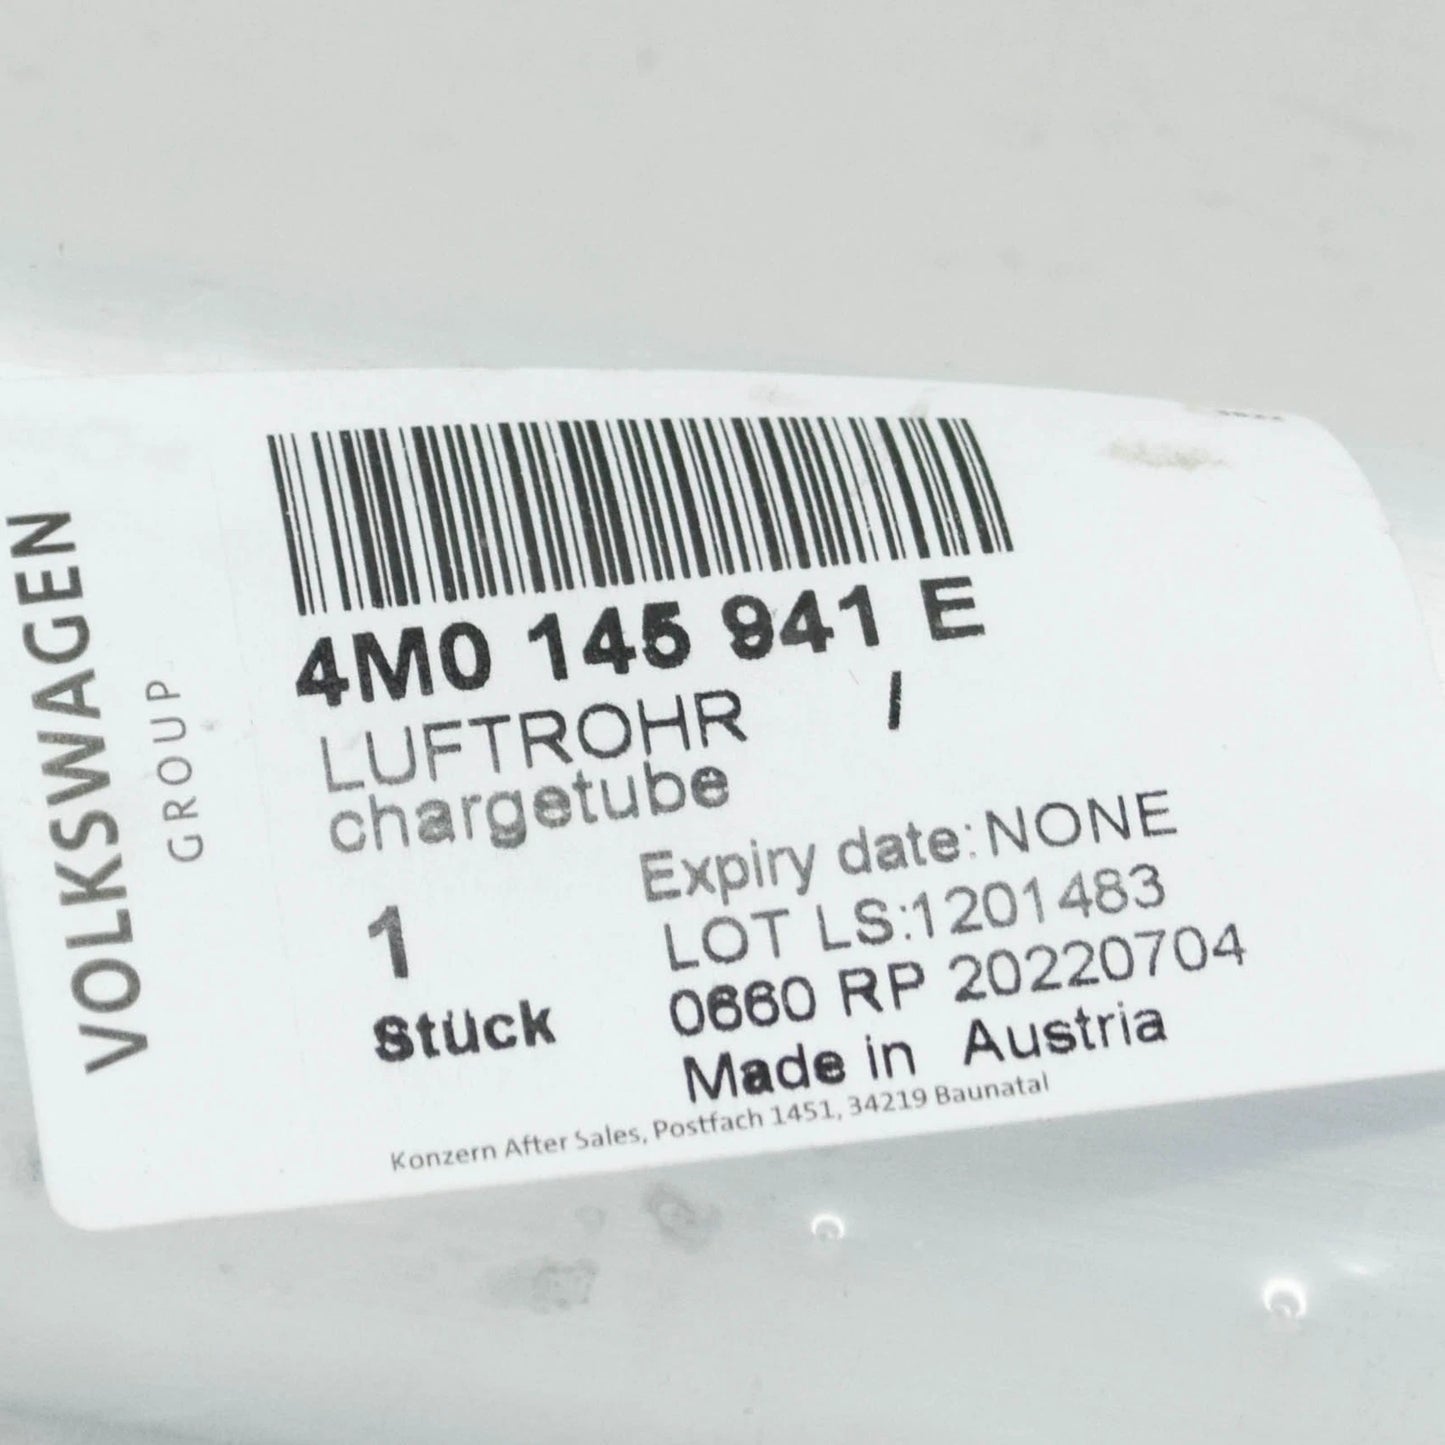 VOLKSWAGEN
GROUP
4M0 145 941 E
LUFTROHR /
chargetube
Expiry date:NONE
1 LOT LS:1201483
Stück 0660 RP 20220704
Made in Austria
Konzern After Sales, Postfach 1451, 34219 Baunatal